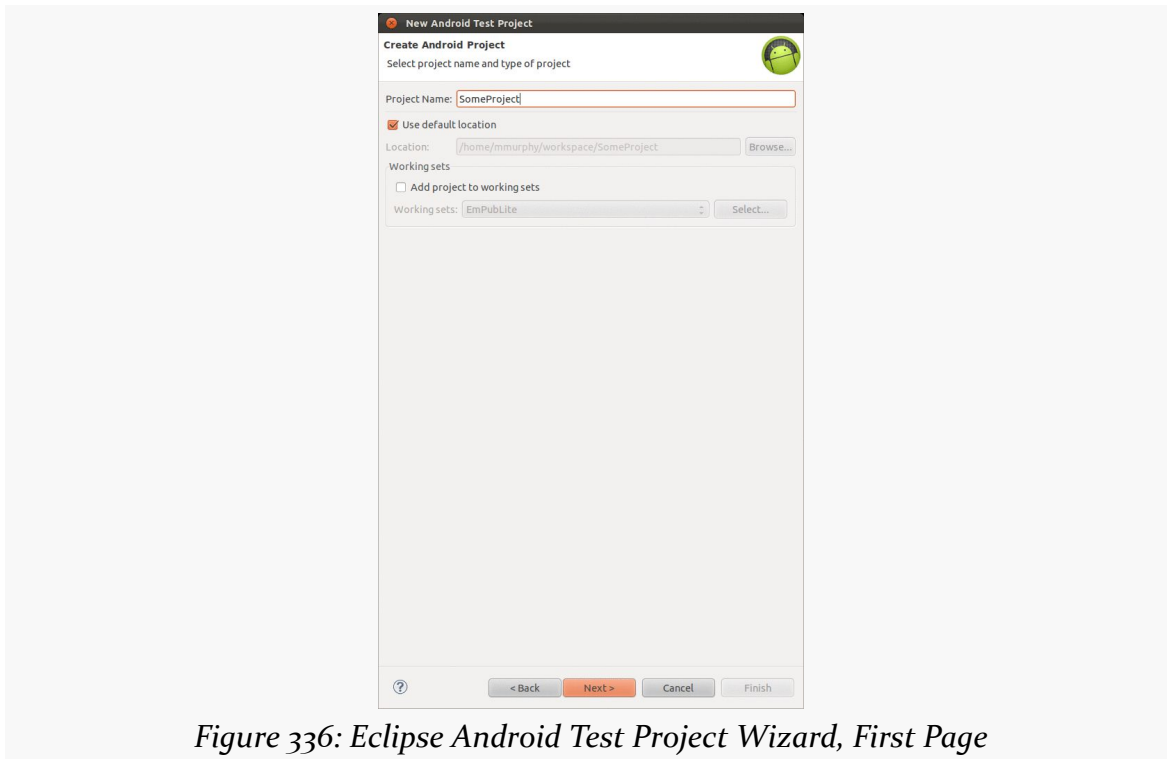 New Android Test Project
Create Android Project
Select project name and type of project
Project Name: SomeProject
Use default location
Location: /home/mmurphy/workspace/SomeProject Browse...
Working sets
Add project to working sets
Working sets: EmPubLite Select...
? < Back Next > Cancel Finish
Figure 336: Eclipse Android Test Project Wizard, First Page